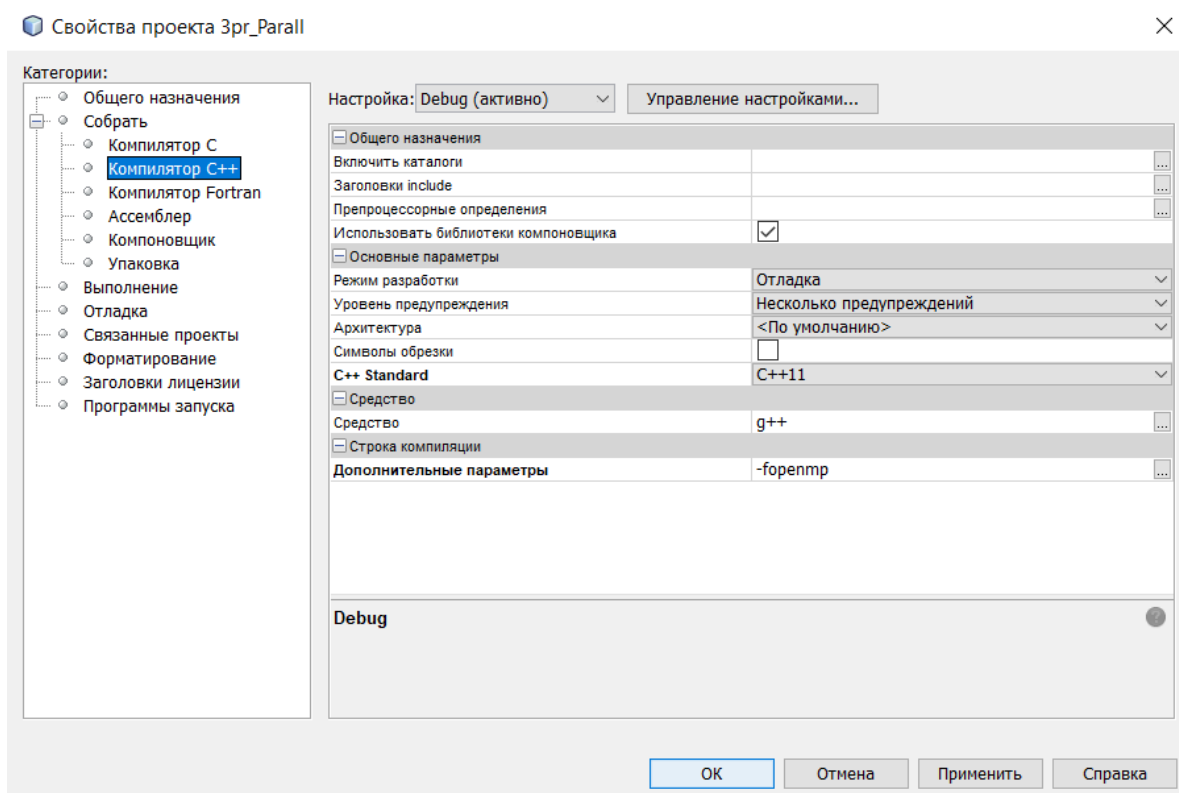 Свойства проекта 3pr_Parall
Категории:
Общего назначения
Собрать
Компилятор C
Компилятор C++
Компилятор Fortran
Ассемблер
Компоновщик
Упаковка
Выполнение
Отладка
Связанные проекты
Форматирование
Заголовки лицензии
Программы запуска
Настройка: Debug (активно) Управление настройками...
Общего назначения
Включить каталоги ...
Заголовки include ...
Препроцессорные определения ...
Использовать библиотеки компоновщика
Основные параметры
Режим разработки Отладка
Уровень предупреждения Несколько предупреждений
Архитектура <По умолчанию>
Символы обрезки
C++ Standard C++11
Средство
Средство g++ ...
Строка компиляции
Дополнительные параметры -fopenmp ...
Debug ?
ОК Отмена Применить Справка